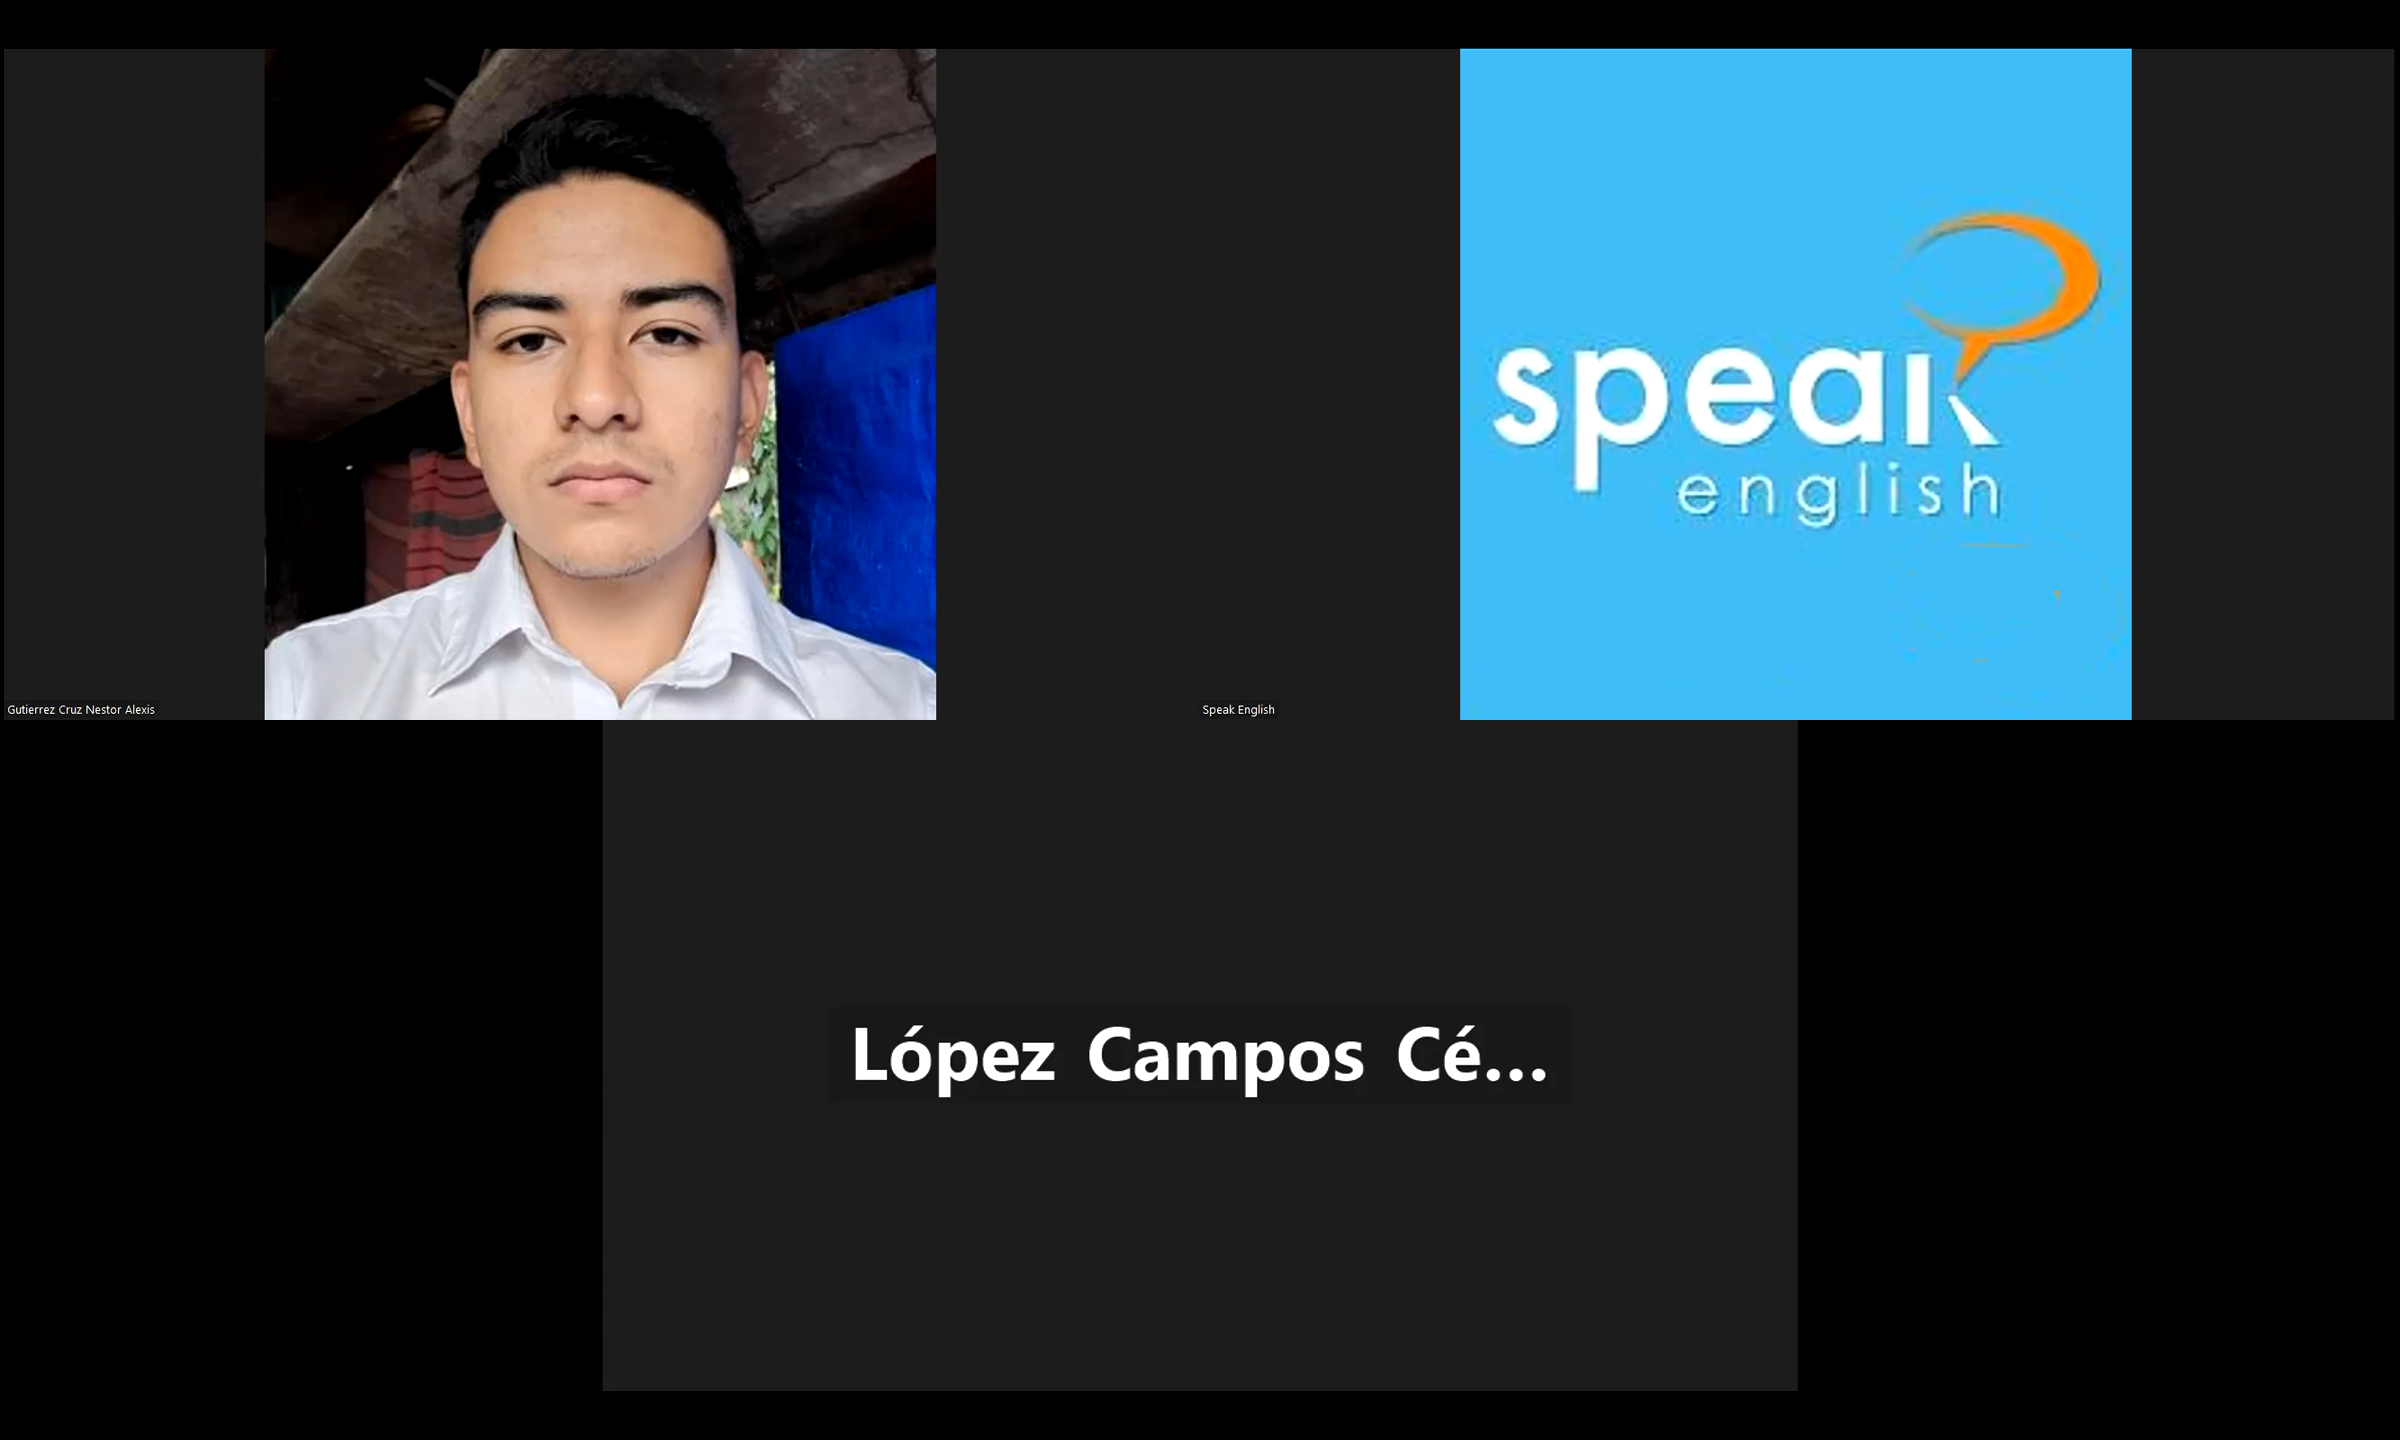 speak
english
Gutierrez Cruz Nestor Alexis
Speak English
López Campos Cé...